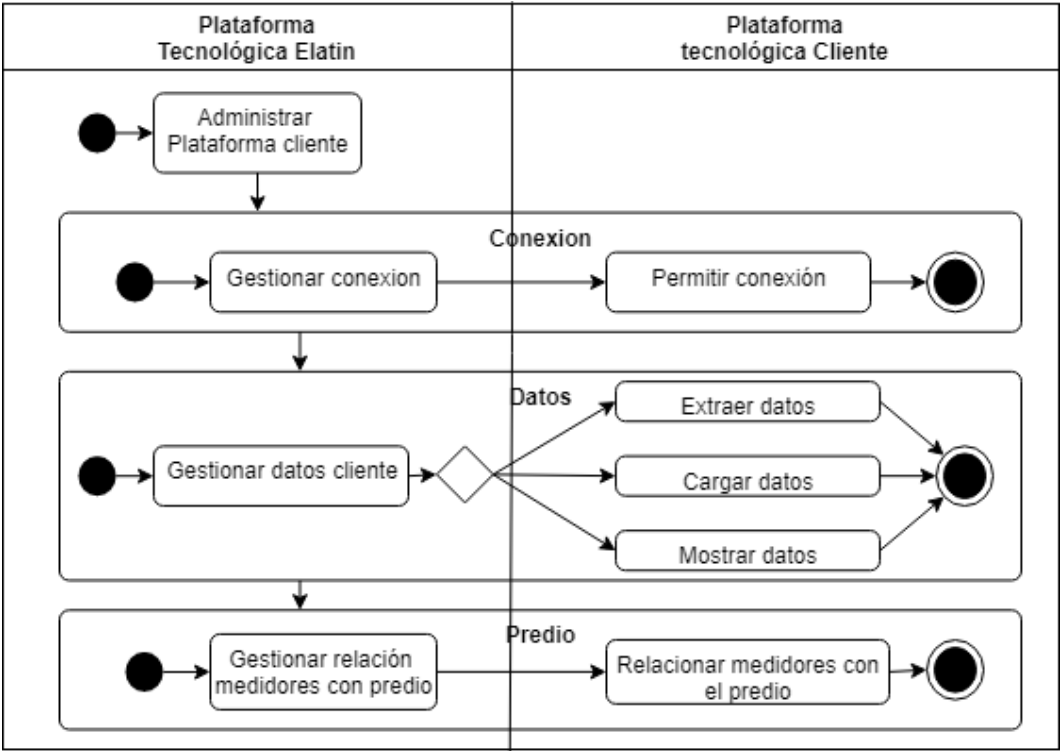 Plataforma
Tecnológica Elatin
Plataforma
tecnológica Cliente
Administrar
Plataforma cliente
Conexion
Gestionar conexion
Permitir conexión
Datos
Gestionar datos cliente
Extraer datos
Cargar datos
Mostrar datos
Predio
Gestionar relación
medidores con predio
Relacionar medidores con
el predio